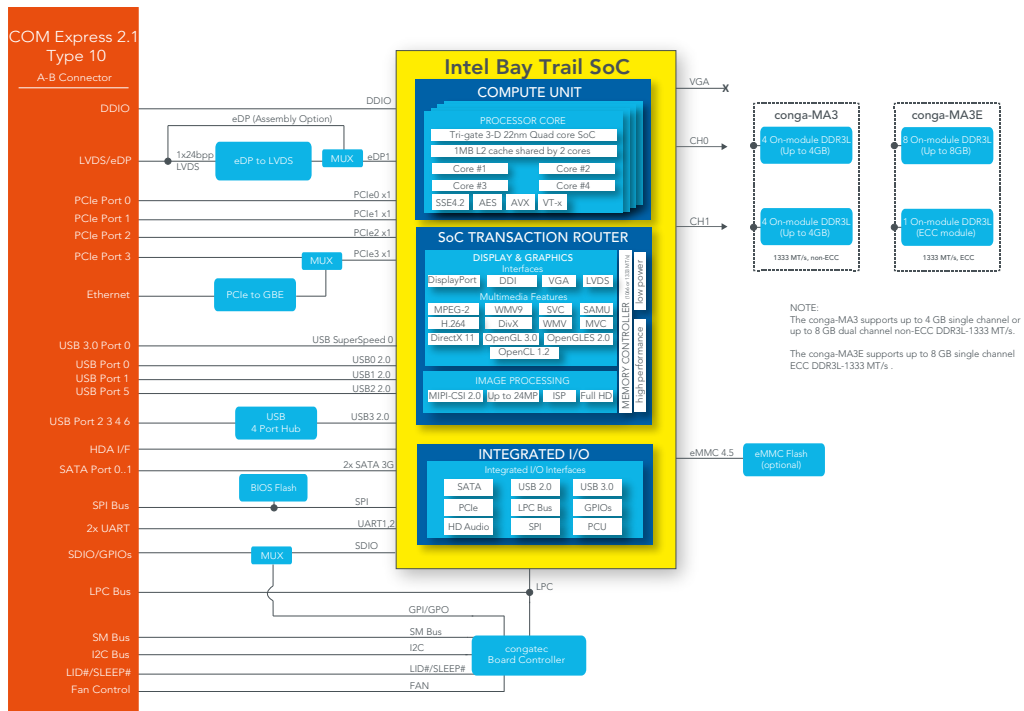 COM Express 2.1
Type 10
A-B Connector
DDIO
LVDS/eDP
PCIe Port 0
PCIe Port 1
PCIe Port 2
PCIe Port 3
Ethernet
USB 3.0 Port 0
USB Port 0
USB Port 1
USB Port 5
USB Port 2 3 4 6
HDA I/F
SATA Port 0..1
SPI Bus
2x UART
SDIO/GPIOs
LPC Bus
SM Bus
I2C Bus
LID#/SLEEP#
Fan Control
DDIO
eDP (Assembly Option)
1x24bpp
LVDS
eDP to LVDS
MUX
eDP1
PCIe0 x1
PCIe1 x1
PCIe2 x1
MUX
PCIe3 x1
PCIe to GBE
USB SuperSpeed 0
USB0 2.0
USB1 2.0
USB2 2.0
USB
4 Port Hub
USB3 2.0
2x SATA 3G
BIOS Flash
SPI
UART1,2
SDIO
MUX
GPI/GPO
SM Bus
I2C
LID#/SLEEP#
FAN
LPC
congatec
Board Controller
Intel Bay Trail SoC
COMPUTE UNIT
PROCESSOR CORE
Tri-gate 3-D 22nm Quad core SoC
1MB L2 cache shared by 2 cores
Core #1
Core #2
Core #3
Core #4
SSE4.2
AES
AVX
VT-x
SoC TRANSACTION ROUTER
DISPLAY & GRAPHICS
Interfaces
DisplayPort
DDI
VGA
LVDS
Multimedia Features
MPEG-2
WMV9
SVC
SAMU
H.264
DivX
WMV
MVC
DirectX 11
OpenGL 3.0
OpenGLES 2.0
OpenCL 1.2
IMAGE PROCESSING
MIPI-CSI 2.0
Up to 24MP
ISP
Full HD
MEMORY CONTROLLER (1066 or 1333 MT/s)
low power
high performance
INTEGRATED I/O
Integrated I/O Interfaces
SATA
USB 2.0
USB 3.0
PCIe
LPC Bus
GPIOs
HD Audio
SPI
PCU
VGA
X
CH0
CH1
eMMC 4.5
eMMC Flash
(optional)
conga-MA3
4 On-module DDR3L
(Up to 4GB)
4 On-module DDR3L
(Up to 4GB)
1333 MT/s, non-ECC
conga-MA3E
8 On-module DDR3L
(Up to 8GB)
1 On-module DDR3L
(ECC module)
1333 MT/s, ECC
NOTE:
The conga-MA3 supports up to 4 GB single channel or
up to 8 GB dual channel non-ECC DDR3L-1333 MT/s.
The conga-MA3E supports up to 8 GB single channel
ECC DDR3L-1333 MT/s .